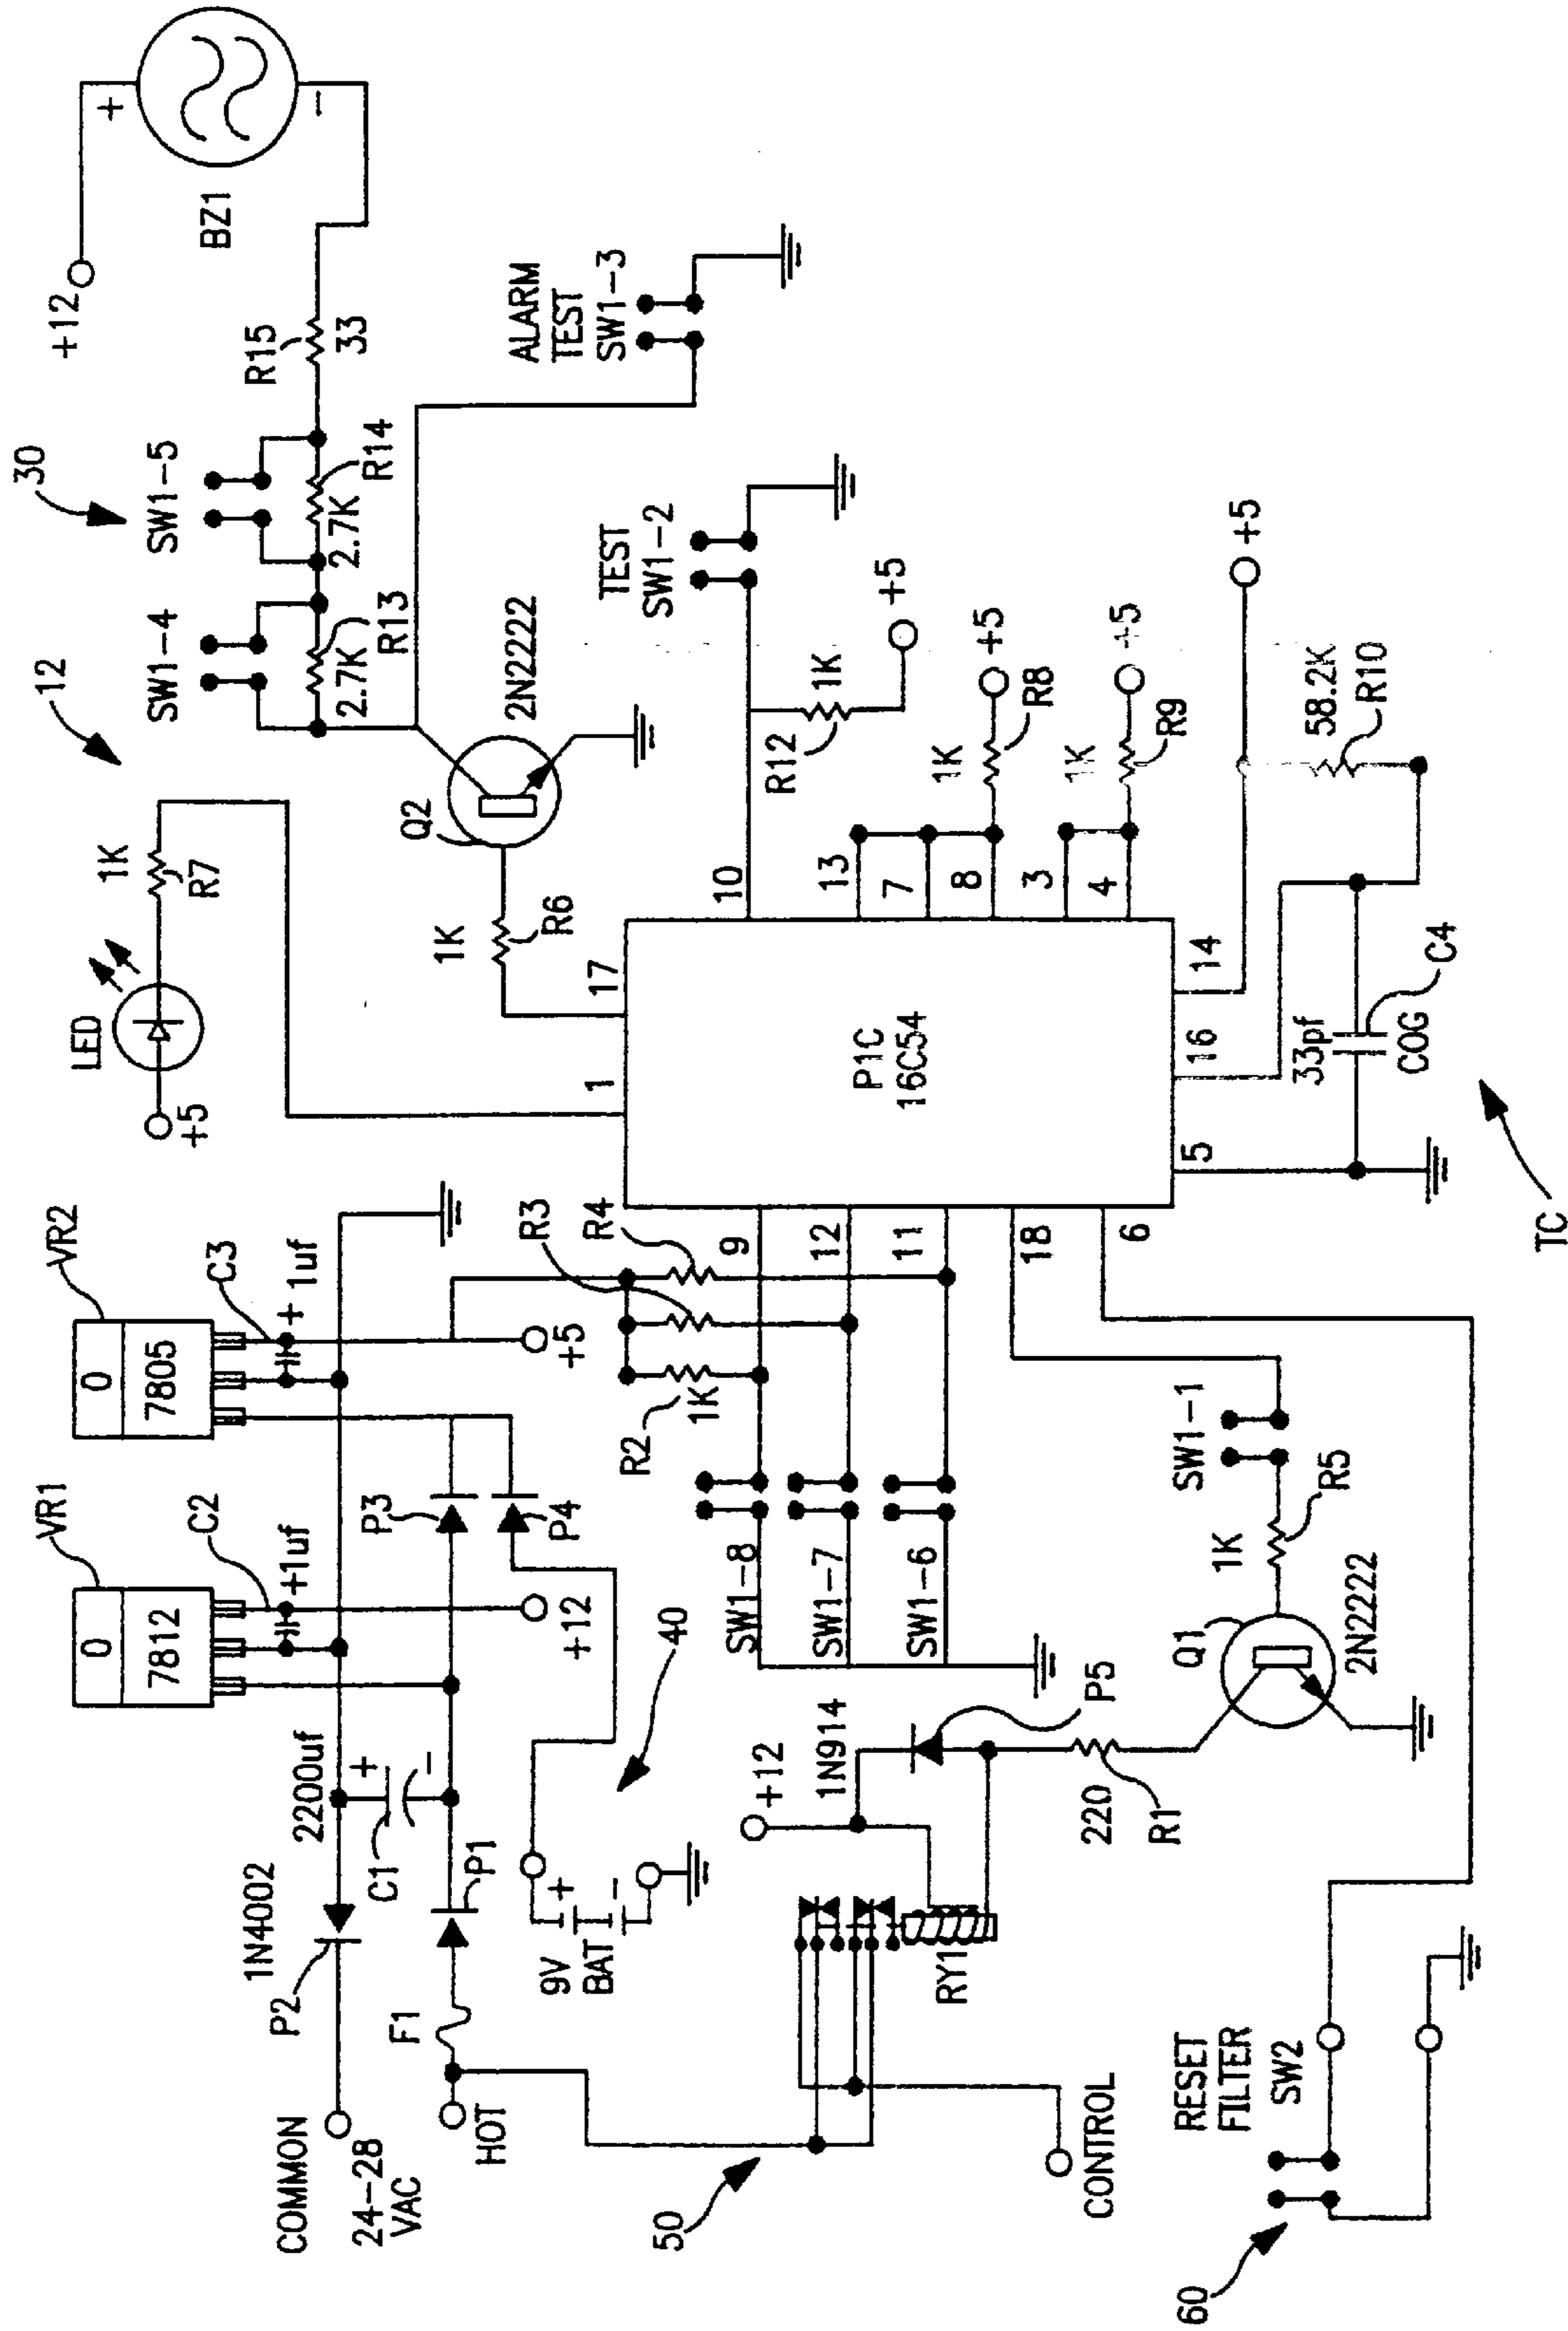 COMMON
24-28
VAC
HOT
F1
P2
1N4002
2200uf
+
-
C1
P1
9V
BAT
+
-
VR1
0
7812
C2
+1uf
+12
P3
P4
40
VR2
0
7805
C3
+ 1uf
+5
R3
R4
R2
1K
SW1-8
SW1-7
SW1-6
9
12
11
18
6
50
CONTROL
RY1
+12
1N914
P5
220
R1
Q1
2N2222
1K
R5
SW1-1
60
RESET
FILTER
SW2
LED
+5
1K
R7
12
1
17
P1C
16C54
5
16
14
10
13
7
8
3
4
1K
R6
Q2
2N2222
SW1-4
2.7K
R13
30
SW1-5
2.7K
R14
R15
33
+12
+
-
BZ1
ALARM
TEST
SW1-3
TEST
SW1-2
R12
1K
+5
1K
R8
+5
1K
R9
+5
+5
58.2K
R10
33pf
COG
C4
TC